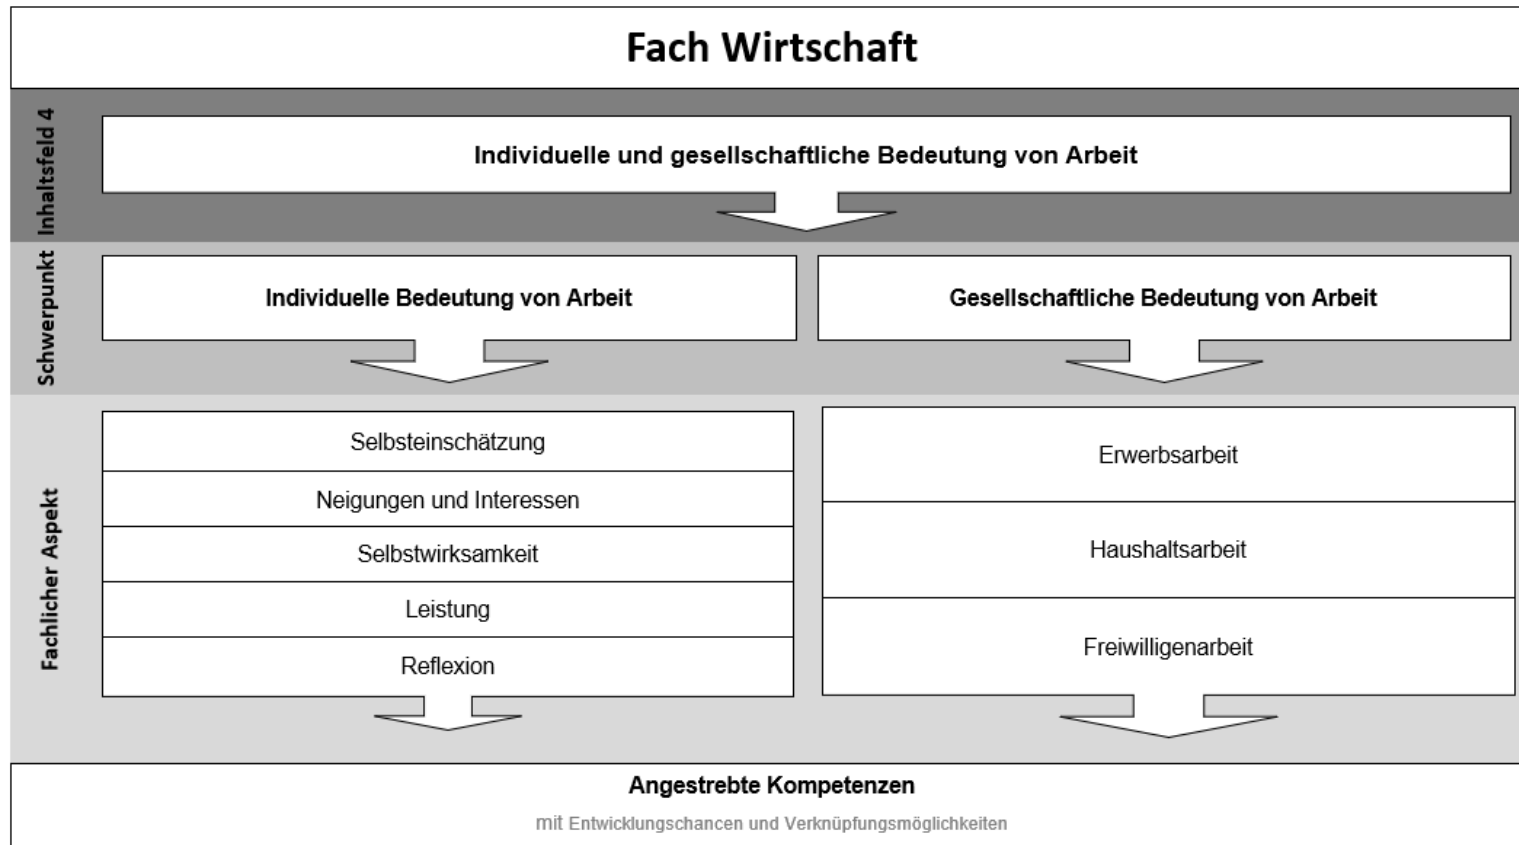 Fach Wirtschaft
Inhaltsfeld 4
Individuelle und gesellschaftliche Bedeutung von Arbeit
Schwerpunkt
Individuelle Bedeutung von Arbeit
Gesellschaftliche Bedeutung von Arbeit
Fachlicher Aspekt
Selbsteinschätzung
Neigungen und Interessen
Selbstwirksamkeit
Leistung
Reflexion
Erwerbsarbeit
Haushaltsarbeit
Freiwilligenarbeit
Angestrebte Kompetenzen
mit Entwicklungschancen und Verknüpfungsmöglichkeiten